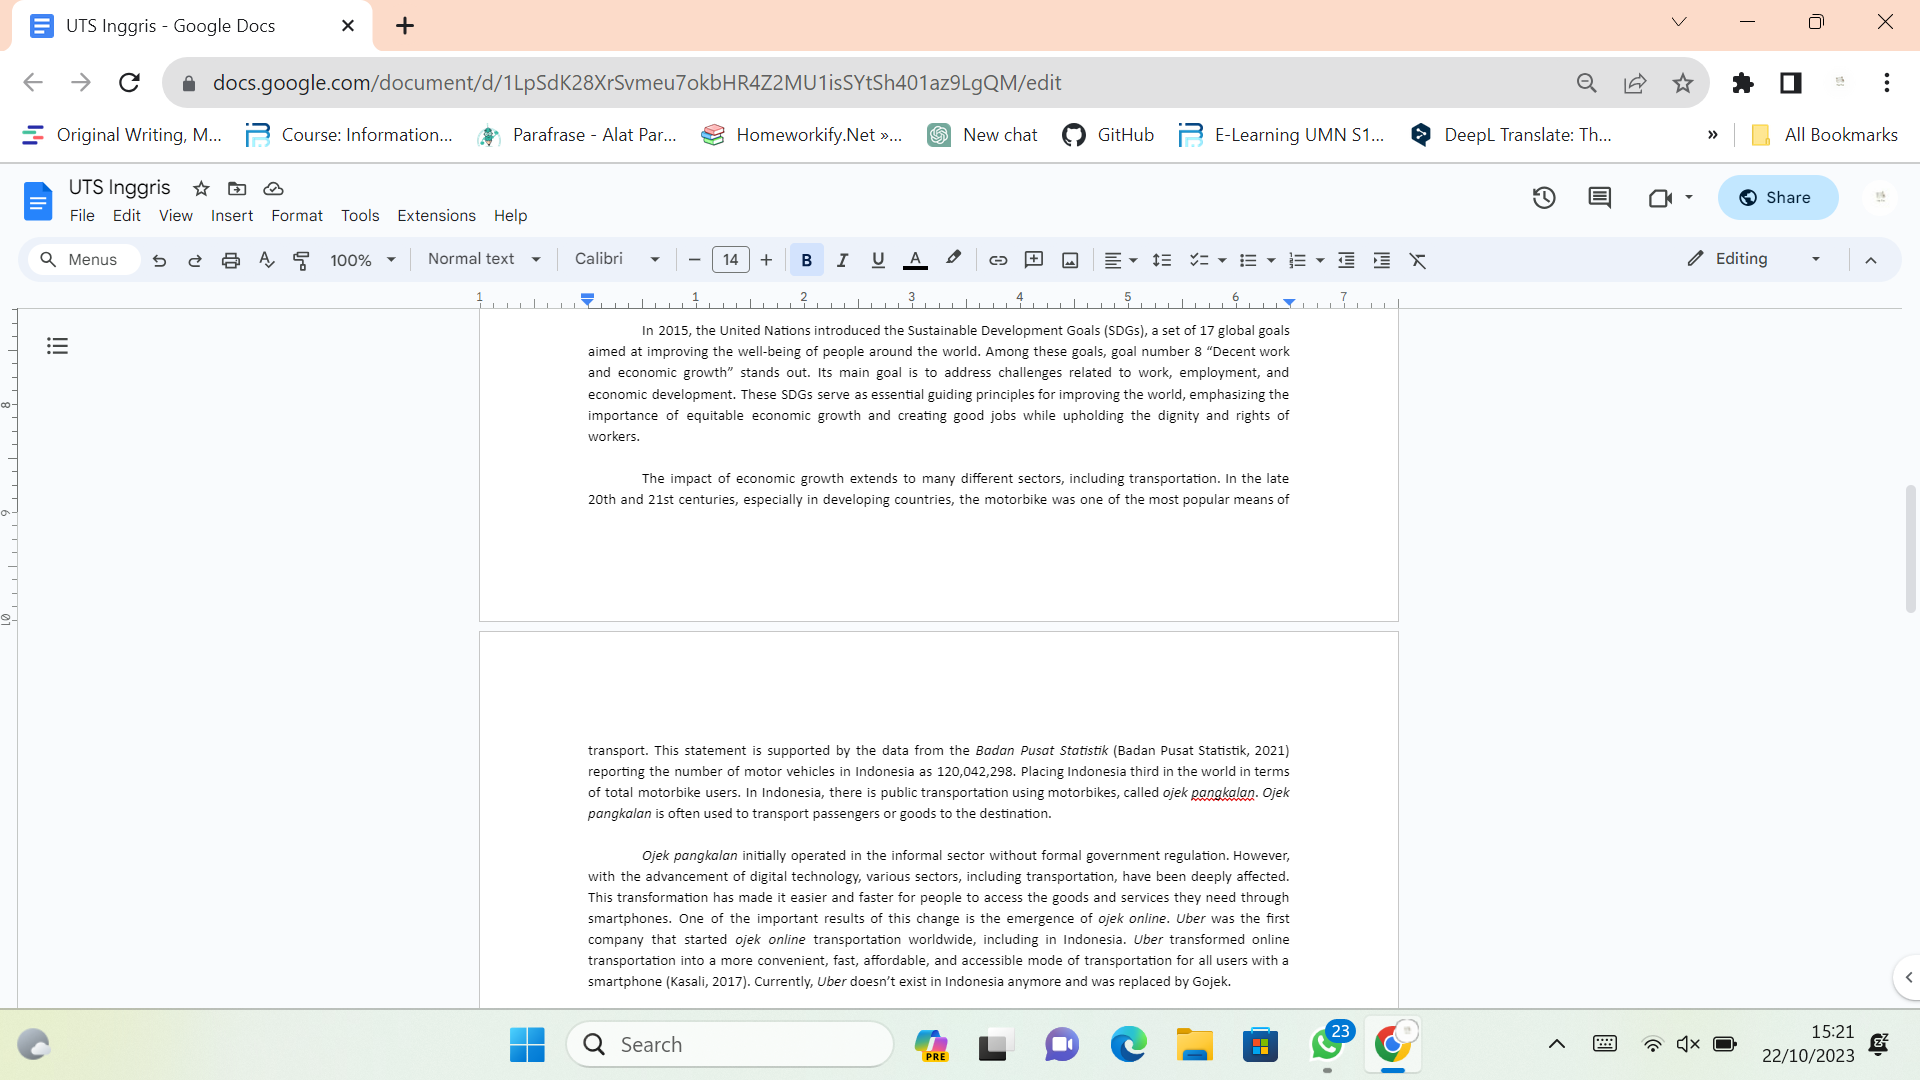 UTS Inggris - Google Docs
docs.google.com/document/d/1LpSdK28XrSvmeu7okbHR4Z2MU1isSYtSh401az9LgQM/edit
Original Writing, M... Course: Information... Parafrase - Alat Par... Homeworkify.Net »... New chat GitHub E-Learning UMN S1... DeepL Translate: Th... » All Bookmarks
UTS Inggris
File Edit View Insert Format Tools Extensions Help
Share
Menus 100% Normal text Calibri 14 B I U A Editing
1 1 2 3 4 5 6 7
In 2015, the United Nations introduced the Sustainable Development Goals (SDGs), a set of 17 global goals
aimed at improving the well-being of people around the world. Among these goals, goal number 8 “Decent work
and economic growth” stands out. Its main goal is to address challenges related to work, employment, and
economic development. These SDGs serve as essential guiding principles for improving the world, emphasizing the
importance of equitable economic growth and creating good jobs while upholding the dignity and rights of
workers.
The impact of economic growth extends to many different sectors, including transportation. In the late
20th and 21st centuries, especially in developing countries, the motorbike was one of the most popular means of
8
9
10
transport. This statement is supported by the data from the Badan Pusat Statistik (Badan Pusat Statistik, 2021)
reporting the number of motor vehicles in Indonesia as 120,042,298. Placing Indonesia third in the world in terms
of total motorbike users. In Indonesia, there is public transportation using motorbikes, called ojek pangkalan. Ojek
pangkalan is often used to transport passengers or goods to the destination.
Ojek pangkalan initially operated in the informal sector without formal government regulation. However,
with the advancement of digital technology, various sectors, including transportation, have been deeply affected.
This transformation has made it easier and faster for people to access the goods and services they need through
smartphones. One of the important results of this change is the emergence of ojek online. Uber was the first
company that started ojek online transportation worldwide, including in Indonesia. Uber transformed online
transportation into a more convenient, fast, affordable, and accessible mode of transportation for all users with a
smartphone (Kasali, 2017). Currently, Uber doesn’t exist in Indonesia anymore and was replaced by Gojek.
Search
PRE
23
15:21
22/10/2023